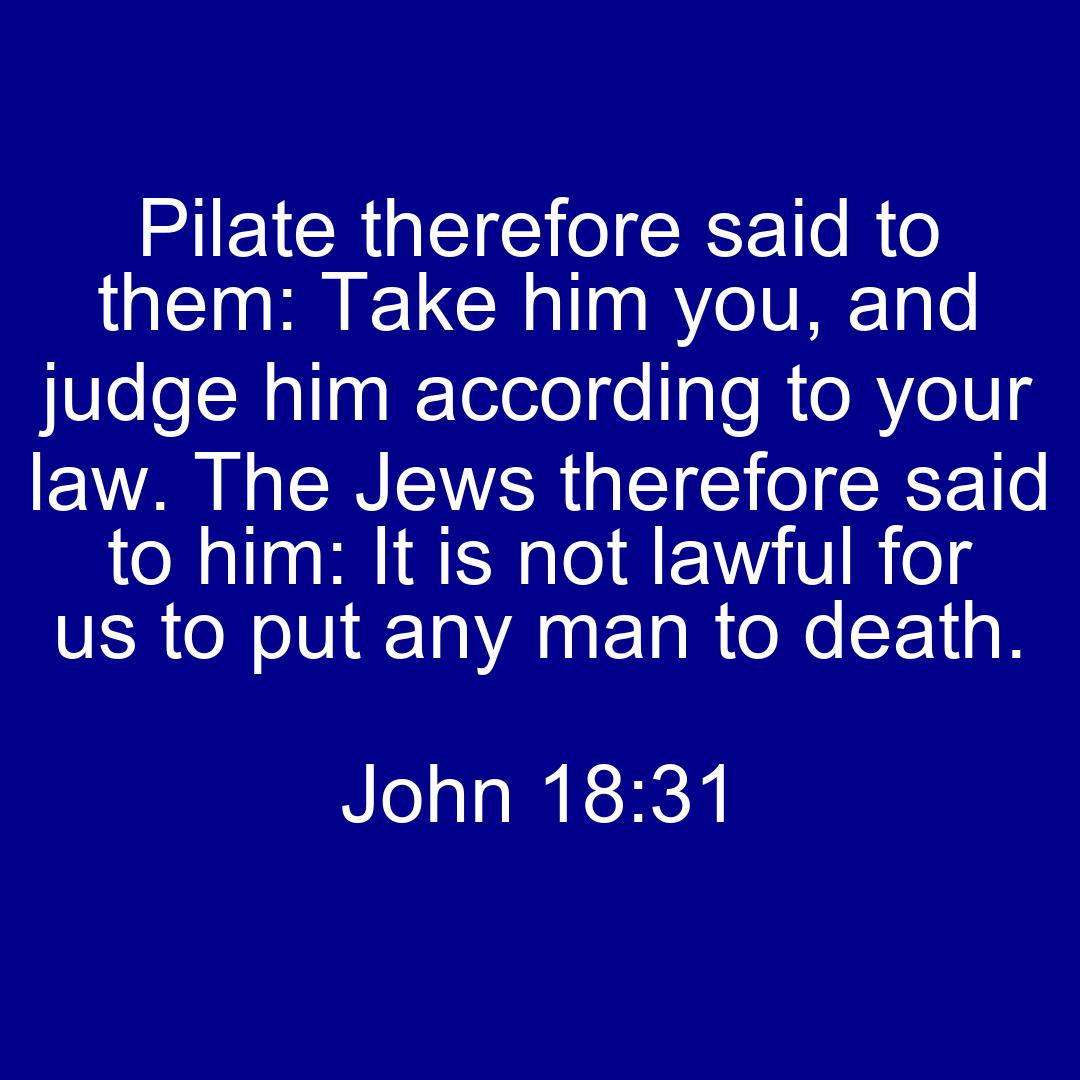 Pilate therefore said to
them: Take him you, and
judge him according to your
law. The Jews therefore said
to him: It is not lawful for
us to put any man to death.
John 18:31